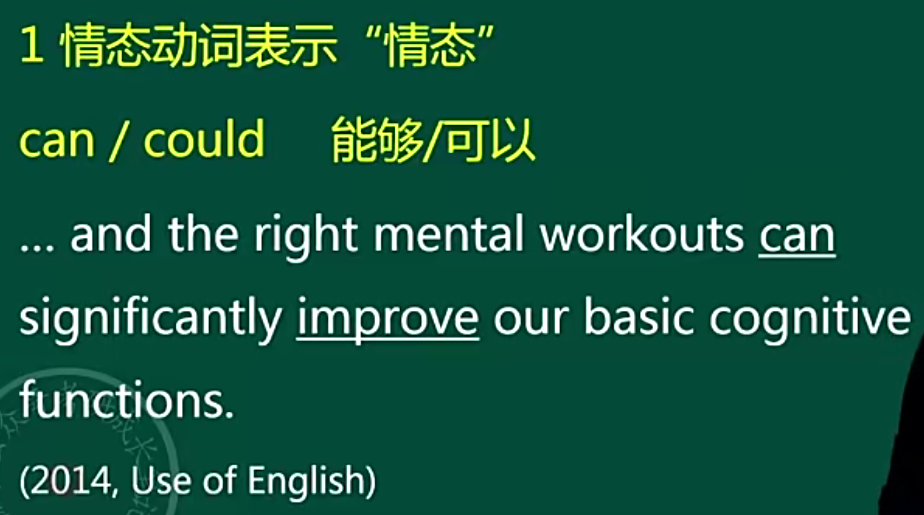 1 情态动词表示“情态”
can / could 能够/可以
... and the right mental workouts can
significantly improve our basic cognitive
functions.
(2014, Use of English)